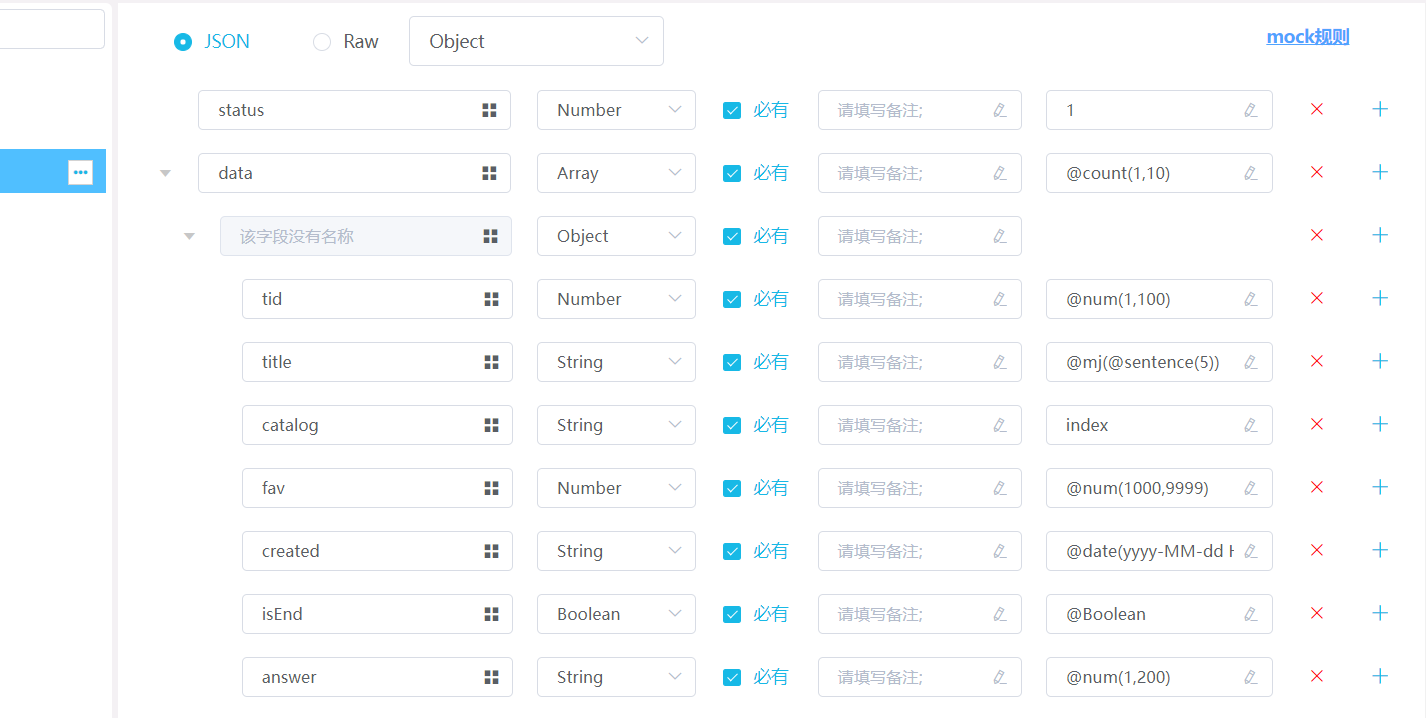 JSON Raw Object mock规则
status Number 必有 请填写备注; 1
data Array 必有 请填写备注; @count(1,10)
该字段没有名称 Object 必有 请填写备注;
tid Number 必有 请填写备注; @num(1,100)
title String 必有 请填写备注; @mj(@sentence(5))
catalog String 必有 请填写备注; index
fav Number 必有 请填写备注; @num(1000,9999)
created String 必有 请填写备注; @date(yyyy-MM-dd H
isEnd Boolean 必有 请填写备注; @Boolean
answer String 必有 请填写备注; @num(1,200)